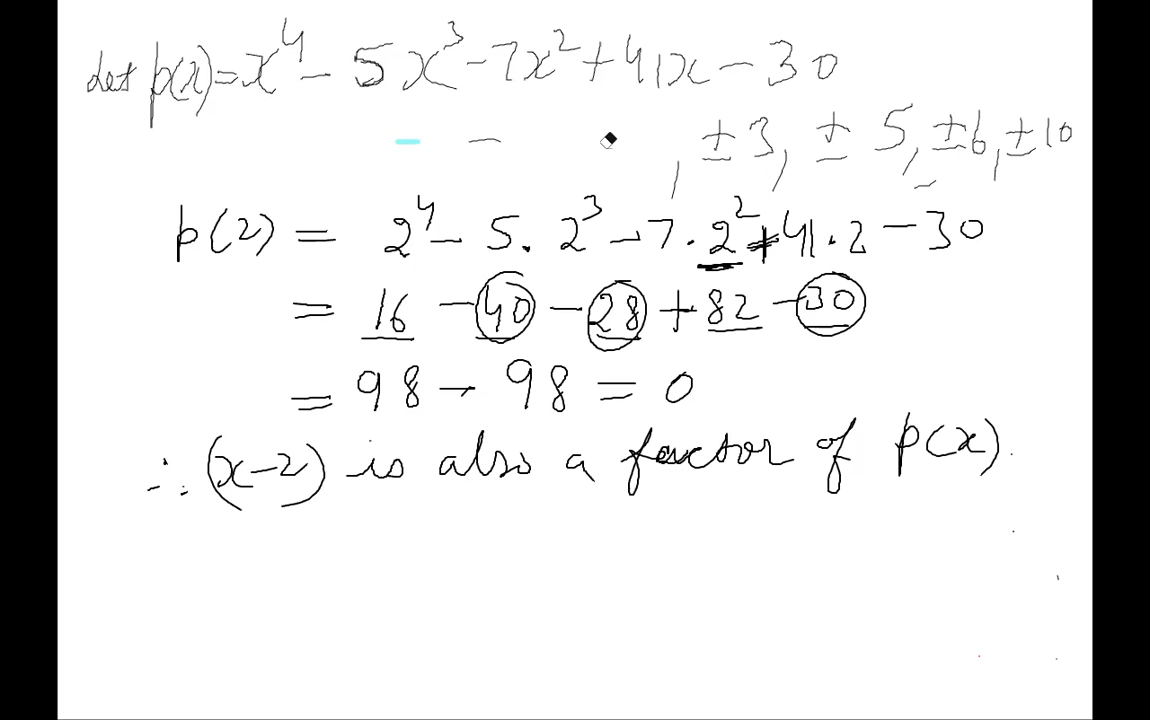 Let p(x) = x⁴ - 5x³ - 7x² + 41x - 30
, ± 3, ± 5, ±6, ±10
p(2) = 2⁴ - 5. 2³ - 7 . 2² + 41 . 2 - 30
= 16 - 40 - 28 + 82 - 30
= 98 - 98 = 0
∴ (x-2) is also a factor of p(x).